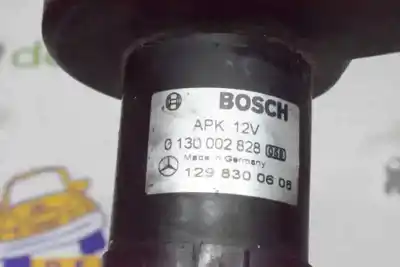 BOSCH
APK 12V
0 130 002 828
Made in Germany
129 830 06 08